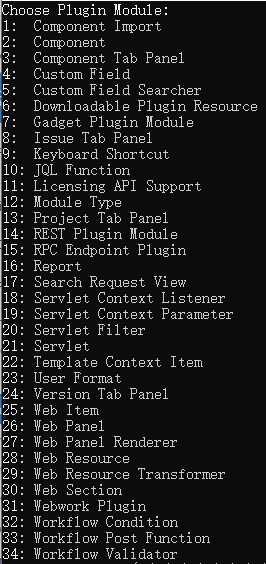 Choose Plugin Module:
1:  Component Import
2:  Component
3:  Component Tab Panel
4:  Custom Field
5:  Custom Field Searcher
6:  Downloadable Plugin Resource
7:  Gadget Plugin Module
8:  Issue Tab Panel
9:  Keyboard Shortcut
10: JQL Function
11: Licensing API Support
12: Module Type
13: Project Tab Panel
14: REST Plugin Module
15: RPC Endpoint Plugin
16: Report
17: Search Request View
18: Servlet Context Listener
19: Servlet Context Parameter
20: Servlet Filter
21: Servlet
22: Template Context Item
23: User Format
24: Version Tab Panel
25: Web Item
26: Web Panel
27: Web Panel Renderer
28: Web Resource
29: Web Resource Transformer
30: Web Section
31: Webwork Plugin
32: Workflow Condition
33: Workflow Post Function
34: Workflow Validator